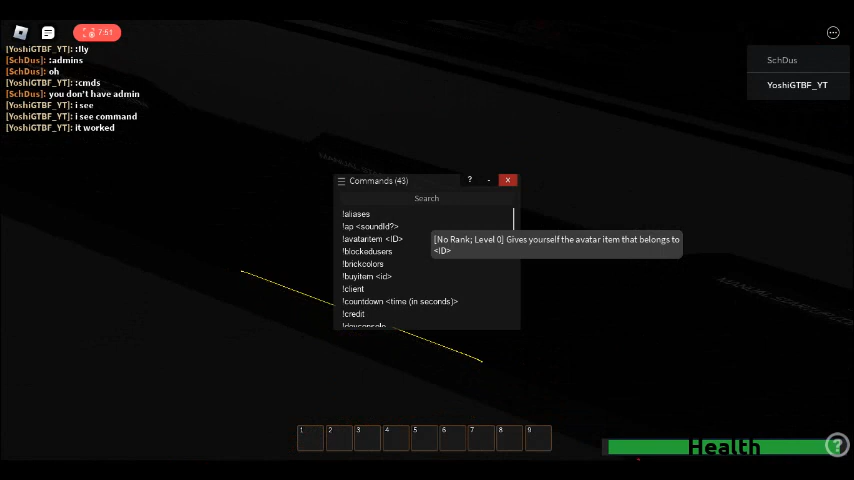 7:51
[YoshiGTBF_YT]: :fly
[SchDus]: :admins
[SchDus]: oh
[YoshiGTBF_YT]: :cmds
[SchDus]: you don't have admin
[YoshiGTBF_YT]: i see
[YoshiGTBF_YT]: i see command
[YoshiGTBF_YT]: it worked
SchDus
YoshiGTBF_YT
Commands (43)
? - x
Search
!aliases
!ap <soundId?>
!avataritem <ID>
!blockedusers
!brickcolors
!buyitem <id>
!client
!countdown <time (in seconds)>
!credit
!devconsole
[No Rank; Level 0] Gives yourself the avatar item that belongs to
<ID>
1 2 3 4 5 6 7 8 9
Health
?